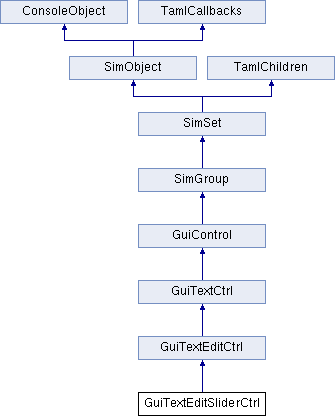 ConsoleObject TamlCallbacks
SimObject TamlChildren
SimSet
SimGroup
GuiControl
GuiTextCtrl
GuiTextEditCtrl
GuiTextEditSliderCtrl